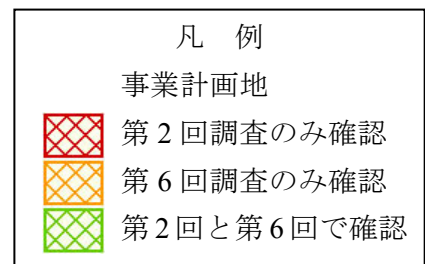 凡 例
事業計画地
第2回調査のみ確認
第6回調査のみ確認
第2回と第6回で確認